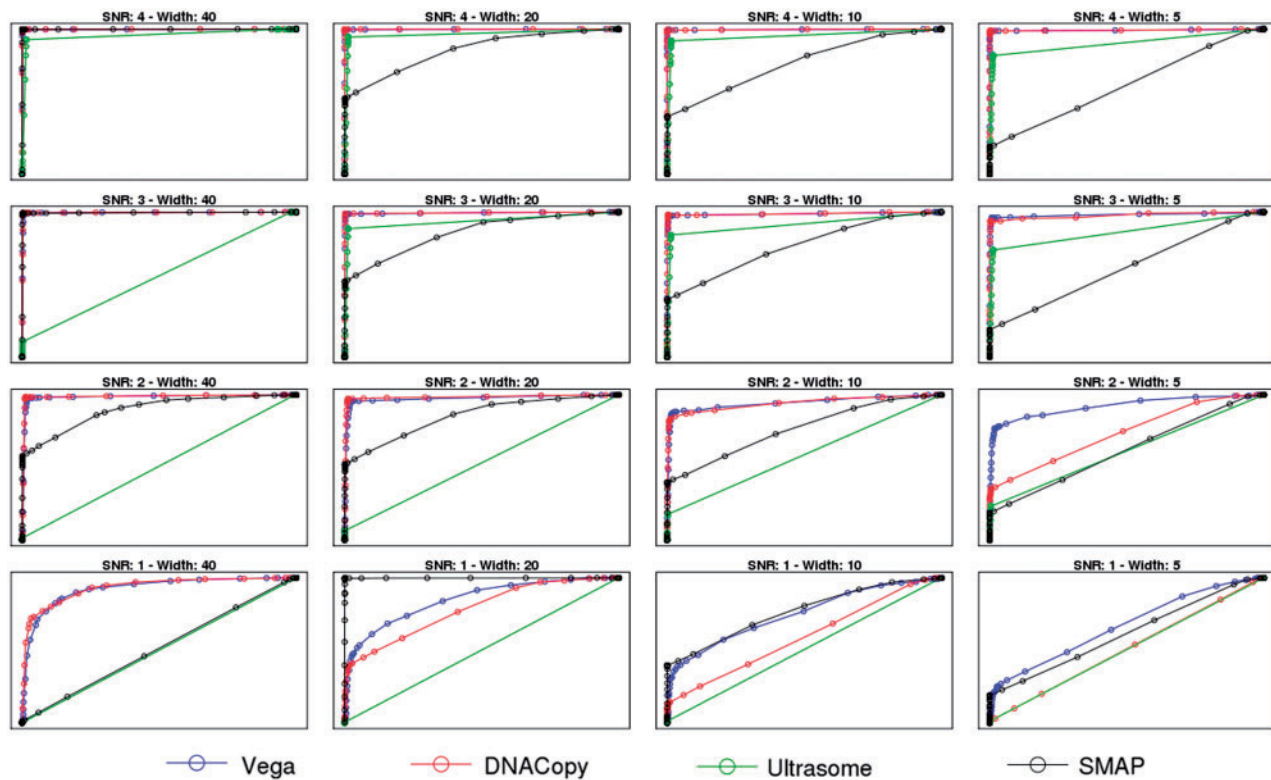 SNR: 4 - Width: 40
SNR: 4 - Width: 20
SNR: 4 - Width: 10
SNR: 4 - Width: 5
SNR: 3 - Width: 40
SNR: 3 - Width: 20
SNR: 3 - Width: 10
SNR: 3 - Width: 5
SNR: 2 - Width: 40
SNR: 2 - Width: 20
SNR: 2 - Width: 10
SNR: 2 - Width: 5
SNR: 1 - Width: 40
SNR: 1 - Width: 20
SNR: 1 - Width: 10
SNR: 1 - Width: 5
Vega
DNACopy
Ultrasome
SMAP